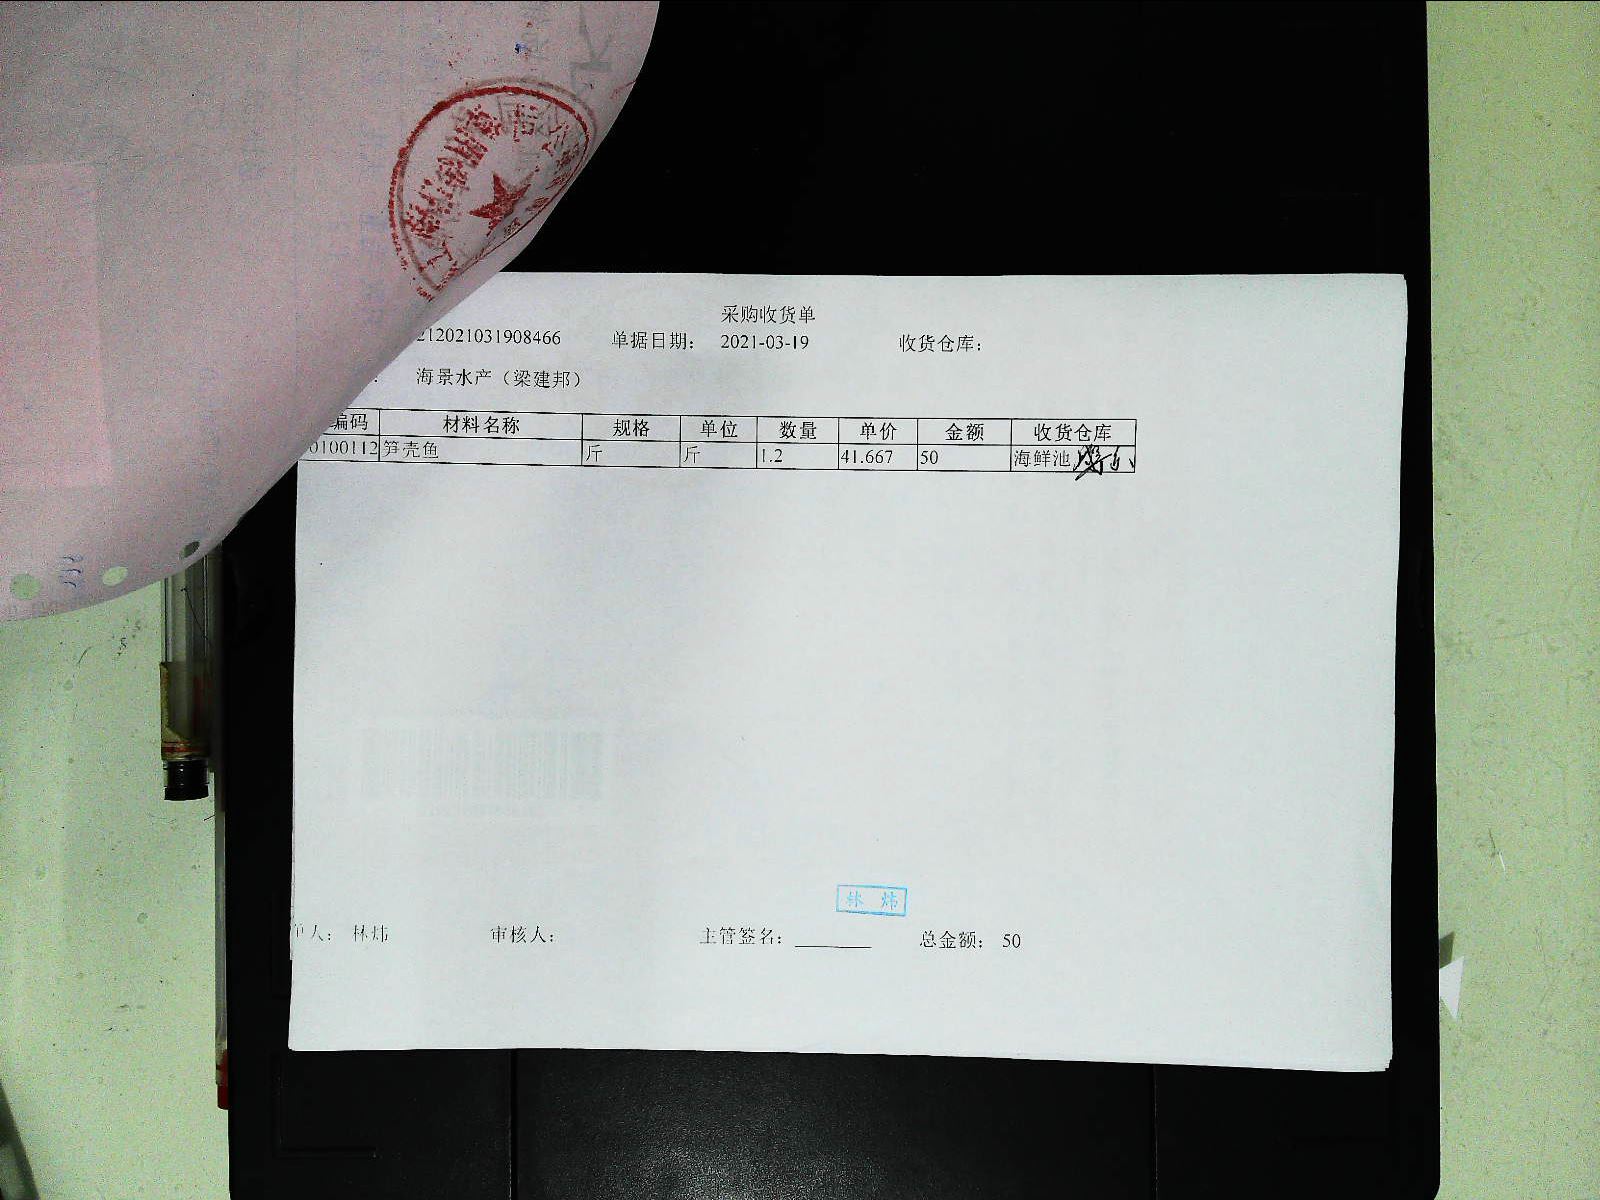 采购收货单
212021031908466 单据日期： 2021-03-19 收货仓库：
海景水产（梁建邦）
编码 材料名称 规格 单位 数量 单价 金额 收货仓库
0100112 笋壳鱼 斤 斤 1.2 41.667 50 海鲜池
林 炜
单人： 林炜 审核人： 主管签名： 总金额： 50